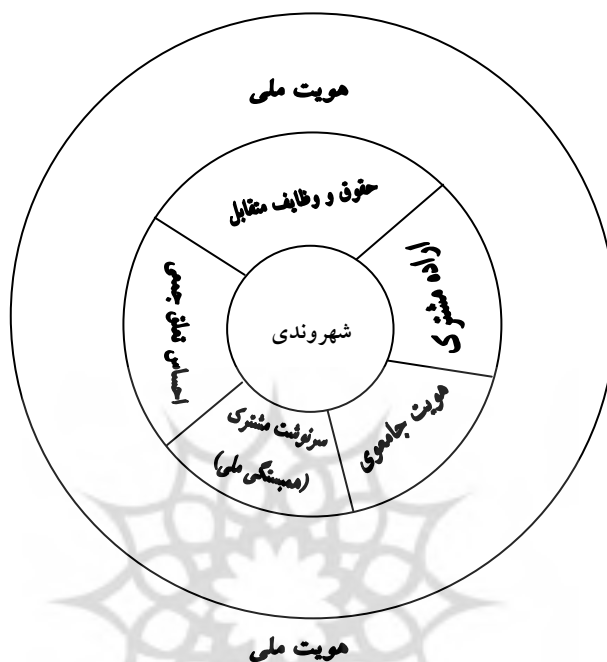 هویت ملی
حقوق و وظایف متقابل
اراده مشترک
احساس تعلق جمعی
شهروندی
هویت جامعوی
سرنوشت مشترک
(همبستگی ملی)
هویت ملی